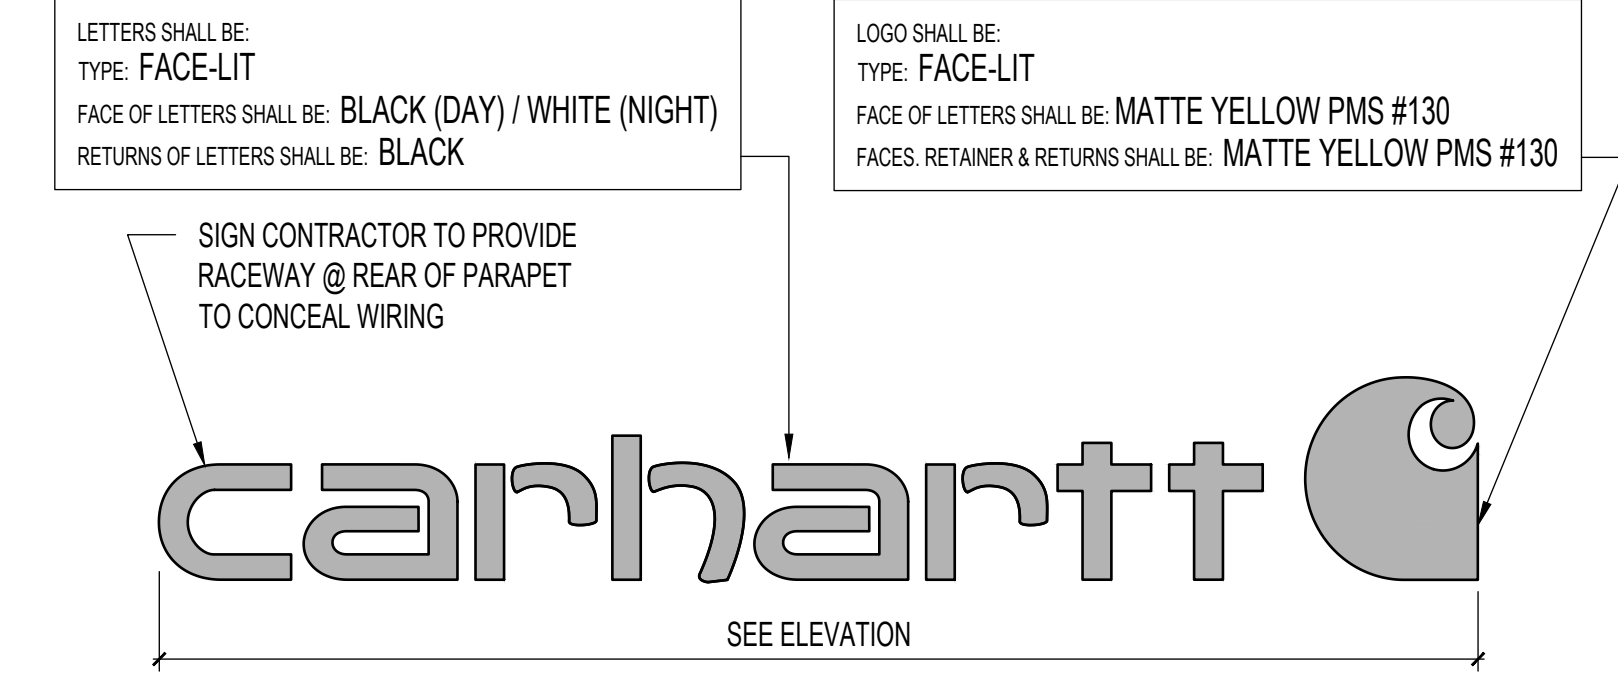 LETTERS SHALL BE:
TYPE: FACE-LIT
FACE OF LETTERS SHALL BE: BLACK (DAY) / WHITE (NIGHT)
RETURNS OF LETTERS SHALL BE: BLACK
LOGO SHALL BE:
TYPE: FACE-LIT
FACE OF LETTERS SHALL BE: MATTE YELLOW PMS #130
FACES. RETAINER & RETURNS SHALL BE: MATTE YELLOW PMS #130
SIGN CONTRACTOR TO PROVIDE
RACEWAY @ REAR OF PARAPET
TO CONCEAL WIRING
carhartt
SEE ELEVATION